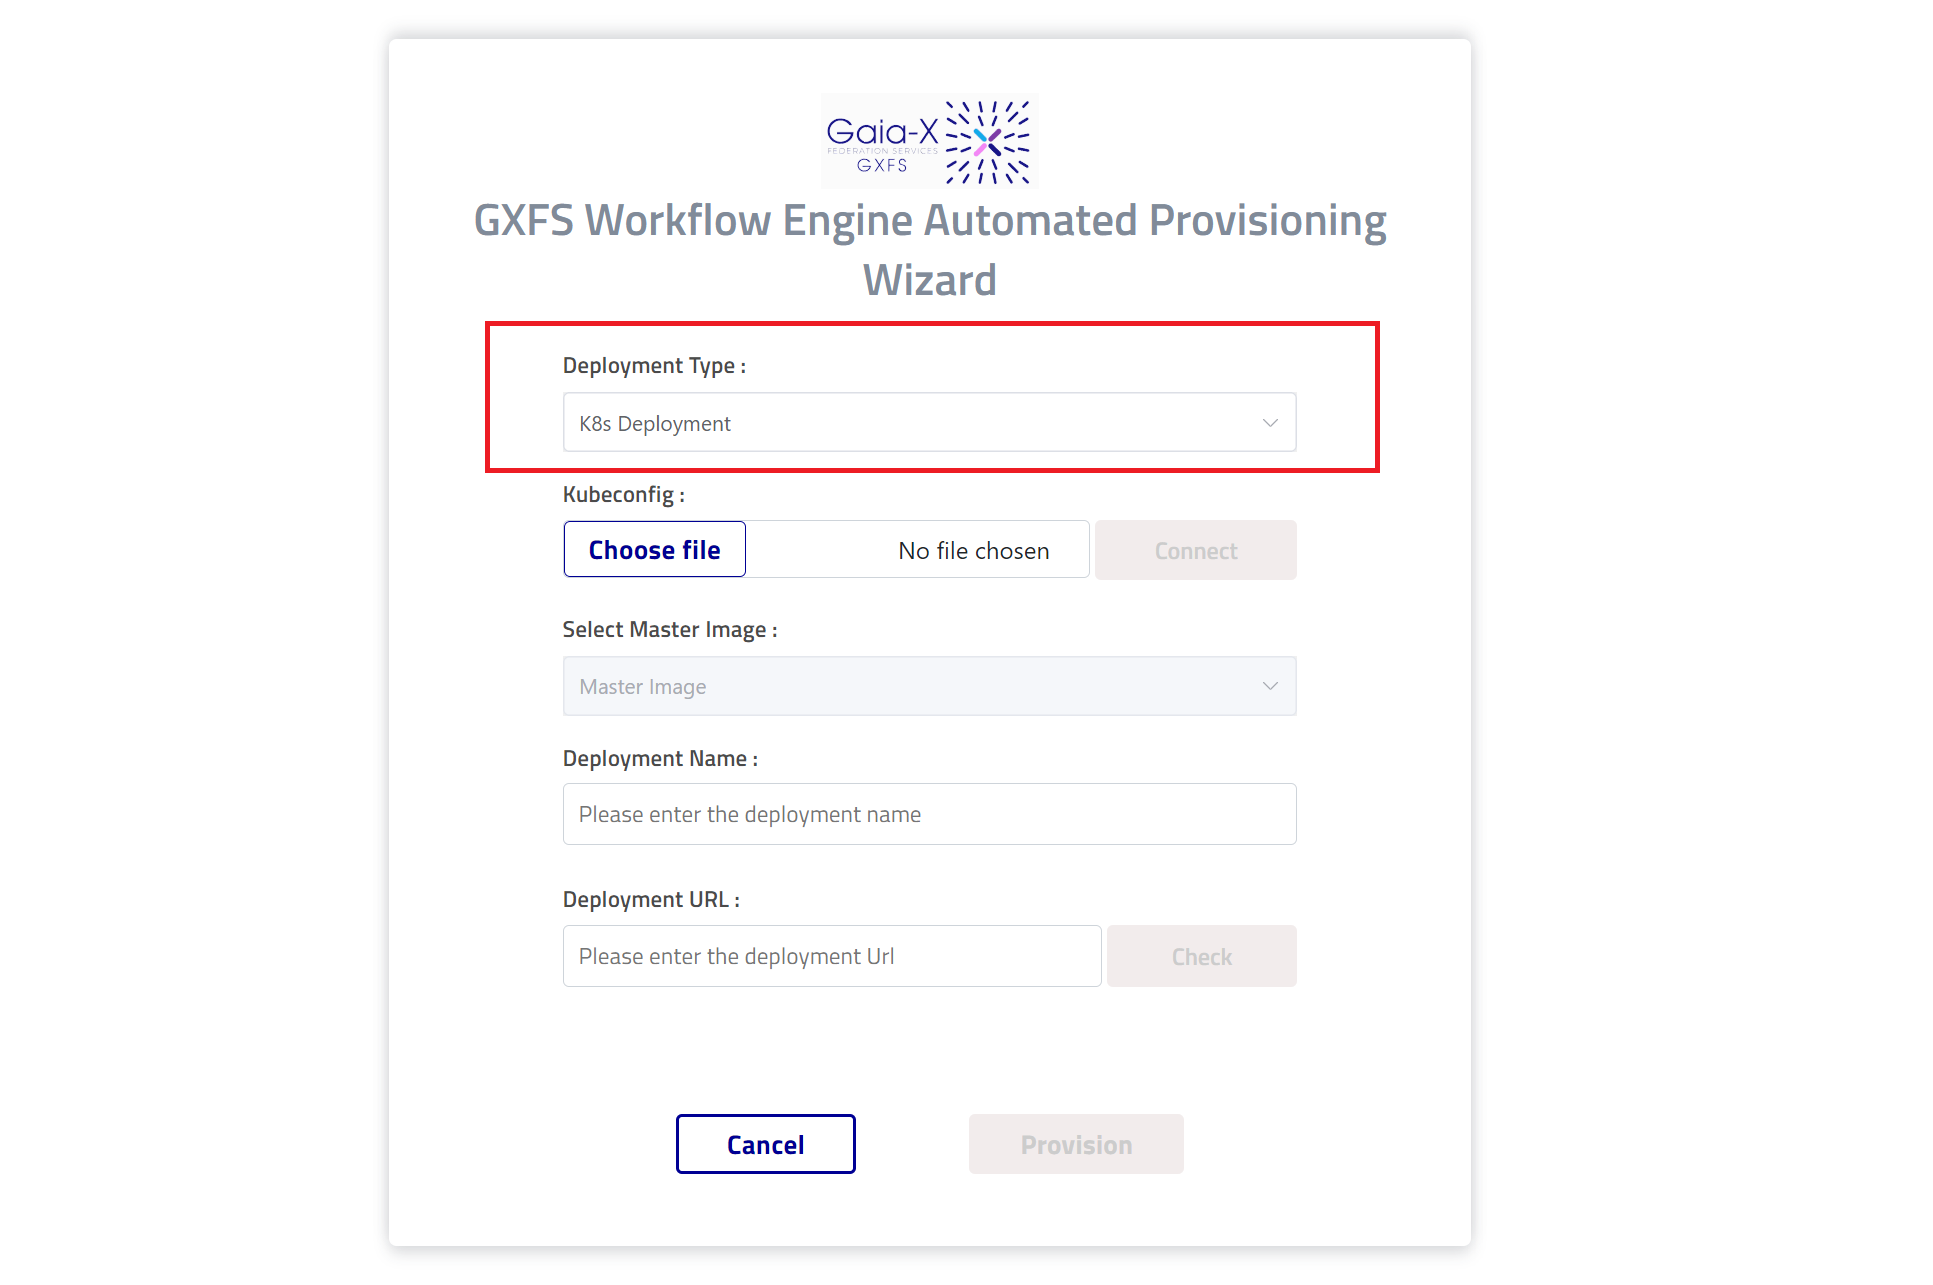 Gaia-X
FEDERATION SERVICES
GXFS
GXFS Workflow Engine Automated Provisioning
Wizard
Deployment Type :
K8s Deployment
Kubeconfig :
Choose file No file chosen Connect
Select Master Image :
Master Image
Deployment Name :
Please enter the deployment name
Deployment URL :
Please enter the deployment Url Check
Cancel Provision